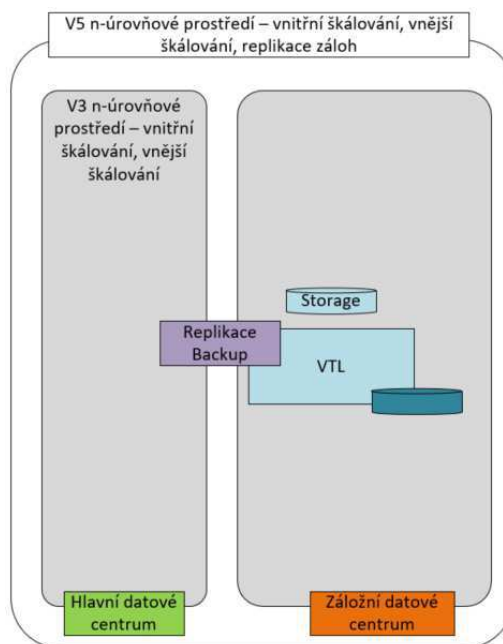 V5 n-úrovňové prostředí – vnitřní škálování, vnější
škálování, replikace záloh
V3 n-úrovňové
prostředí – vnitřní
škálování, vnější
škálování
Storage
Replikace
Backup
VTL
Hlavní datové
centrum
Záložní datové
centrum